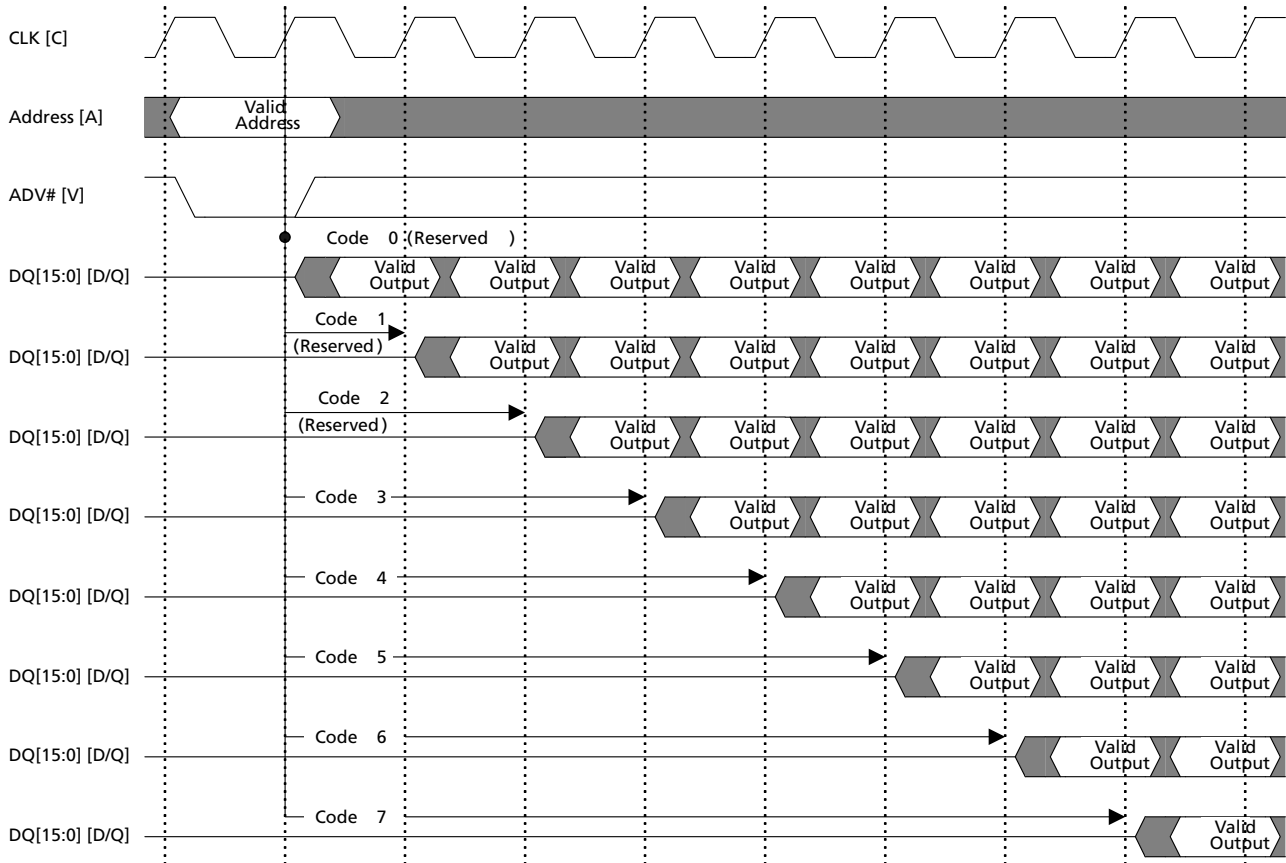 CLK [C]
Address [A]
Valid
Address
ADV# [V]
Code 0 (Reserved )
DQ[15:0] [D/Q]
Valid Valid Valid Valid Valid Valid Valid Valid
Output Output Output Output Output Output Output Output
Code 1
(Reserved)
DQ[15:0] [D/Q]
Valid Valid Valid Valid Valid Valid Valid
Output Output Output Output Output Output Output
Code 2
(Reserved)
DQ[15:0] [D/Q]
Valid Valid Valid Valid Valid Valid
Output Output Output Output Output Output
Code 3
DQ[15:0] [D/Q]
Valid Valid Valid Valid Valid
Output Output Output Output Output
Code 4
DQ[15:0] [D/Q]
Valid Valid Valid Valid
Output Output Output Output
Code 5
DQ[15:0] [D/Q]
Valid Valid Valid
Output Output Output
Code 6
DQ[15:0] [D/Q]
Valid Valid
Output Output
Code 7
DQ[15:0] [D/Q]
Valid
Output